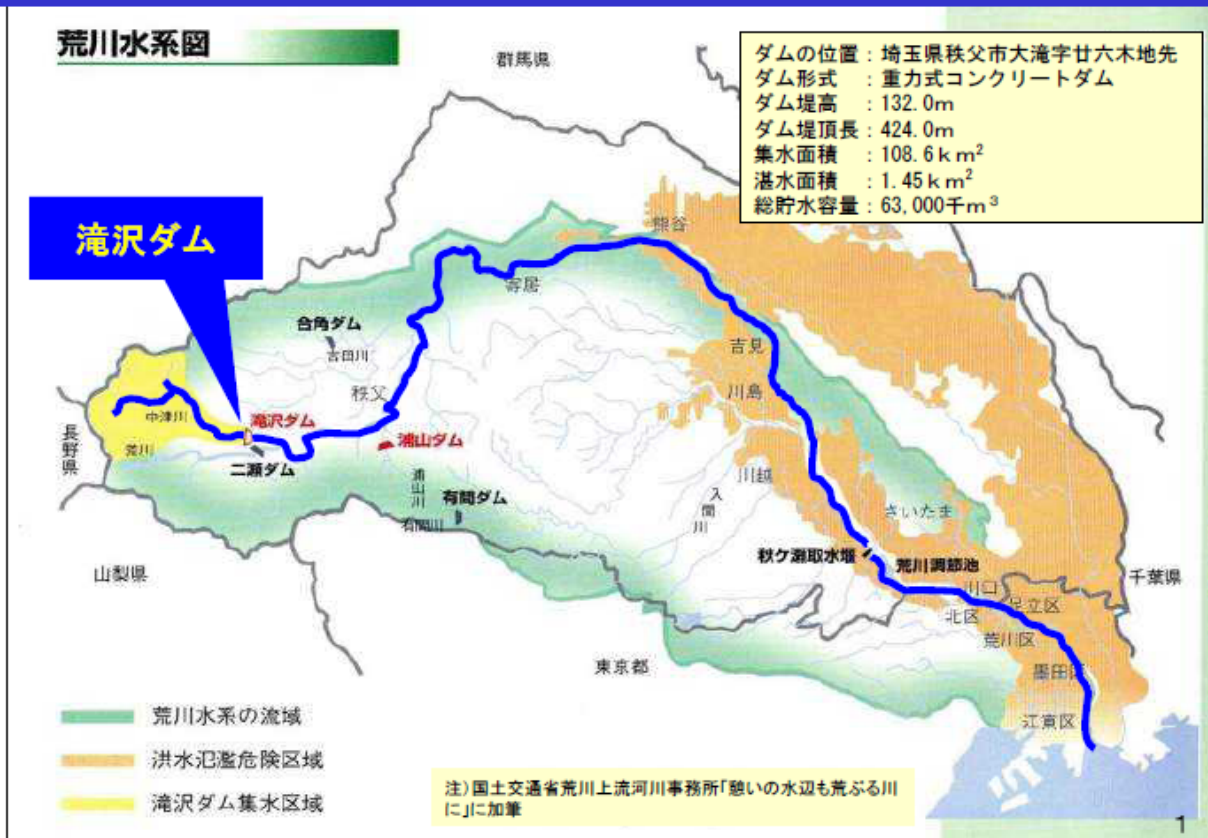 荒川水系図
群馬県
ダムの位置：埼玉県秩父市大滝字廿六木地先
ダム形式　：重力式コンクリートダム
ダム堤高　：132.0m
ダム堤頂長：424.0m
集水面積　：108.6ｋｍ²
湛水面積　：1.45ｋｍ²
総貯水容量：63,000千ｍ³
滝沢ダム
熊谷
寄居
合角ダム
吉田川
吉見
秩父
川島
中津川
滝沢ダム
浦山ダム
長野県
荒川
二瀬ダム
浦山川
有間ダム
有間川
川越
入間川
さいたま
秋ケ瀬取水堰
荒川調節池
山梨県
千葉県
川口
足立区
北区
荒川区
東京都
墨田区
江東区
荒川水系の流域
洪水氾濫危険区域
滝沢ダム集水区域
注）国土交通省荒川上流河川事務所「憩いの水辺も荒ぶる川
に」に加筆
1